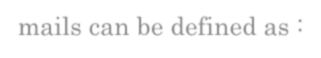 mails can be defined as :